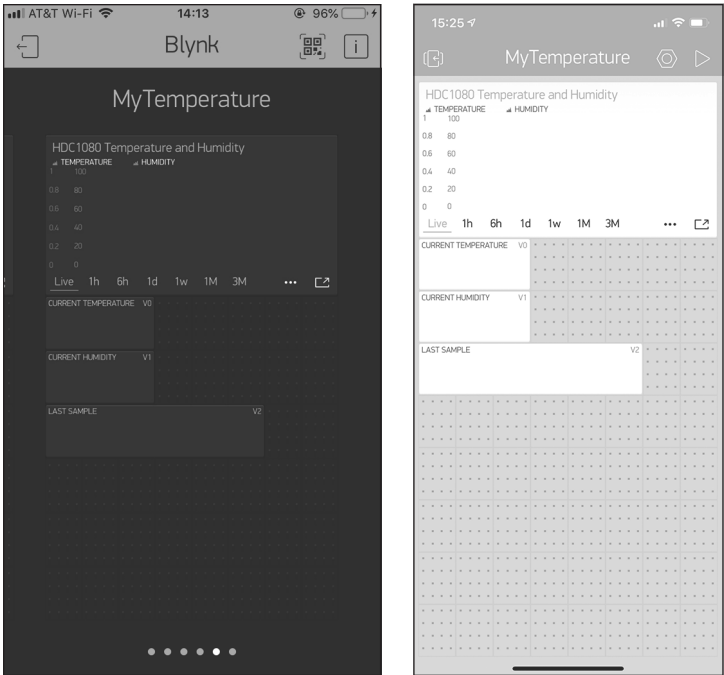 AT&T Wi-Fi 14:13 96%
Blynk i
MyTemperature
HDC1080 Temperature and Humidity
TEMPERATURE HUMIDITY
1 100
0.8 80
0.6 60
0.4 40
0.2 20
0 0
Live 1h 6h 1d 1w 1M 3M ...
CURRENT TEMPERATURE V0
CURRENT HUMIDITY V1
LAST SAMPLE V2
15:25
MyTemperature
HDC1080 Temperature and Humidity
TEMPERATURE HUMIDITY
1 100
0.8 80
0.6 60
0.4 40
0.2 20
0 0
Live 1h 6h 1d 1w 1M 3M ...
CURRENT TEMPERATURE V0
CURRENT HUMIDITY V1
LAST SAMPLE V2